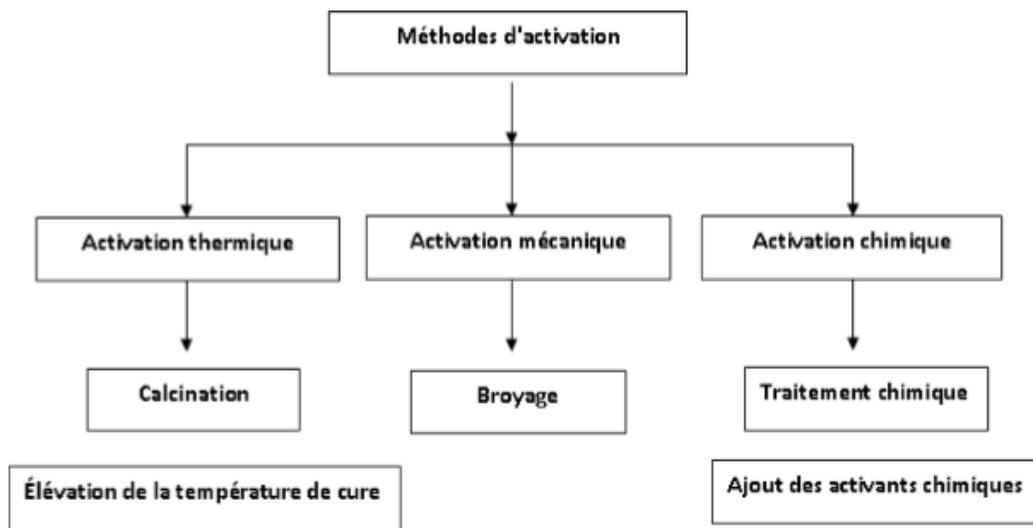 Méthodes d'activation
Activation thermique
Activation mécanique
Activation chimique
Calcination
Broyage
Traitement chimique
Élévation de la température de cure
Ajout des activants chimiques